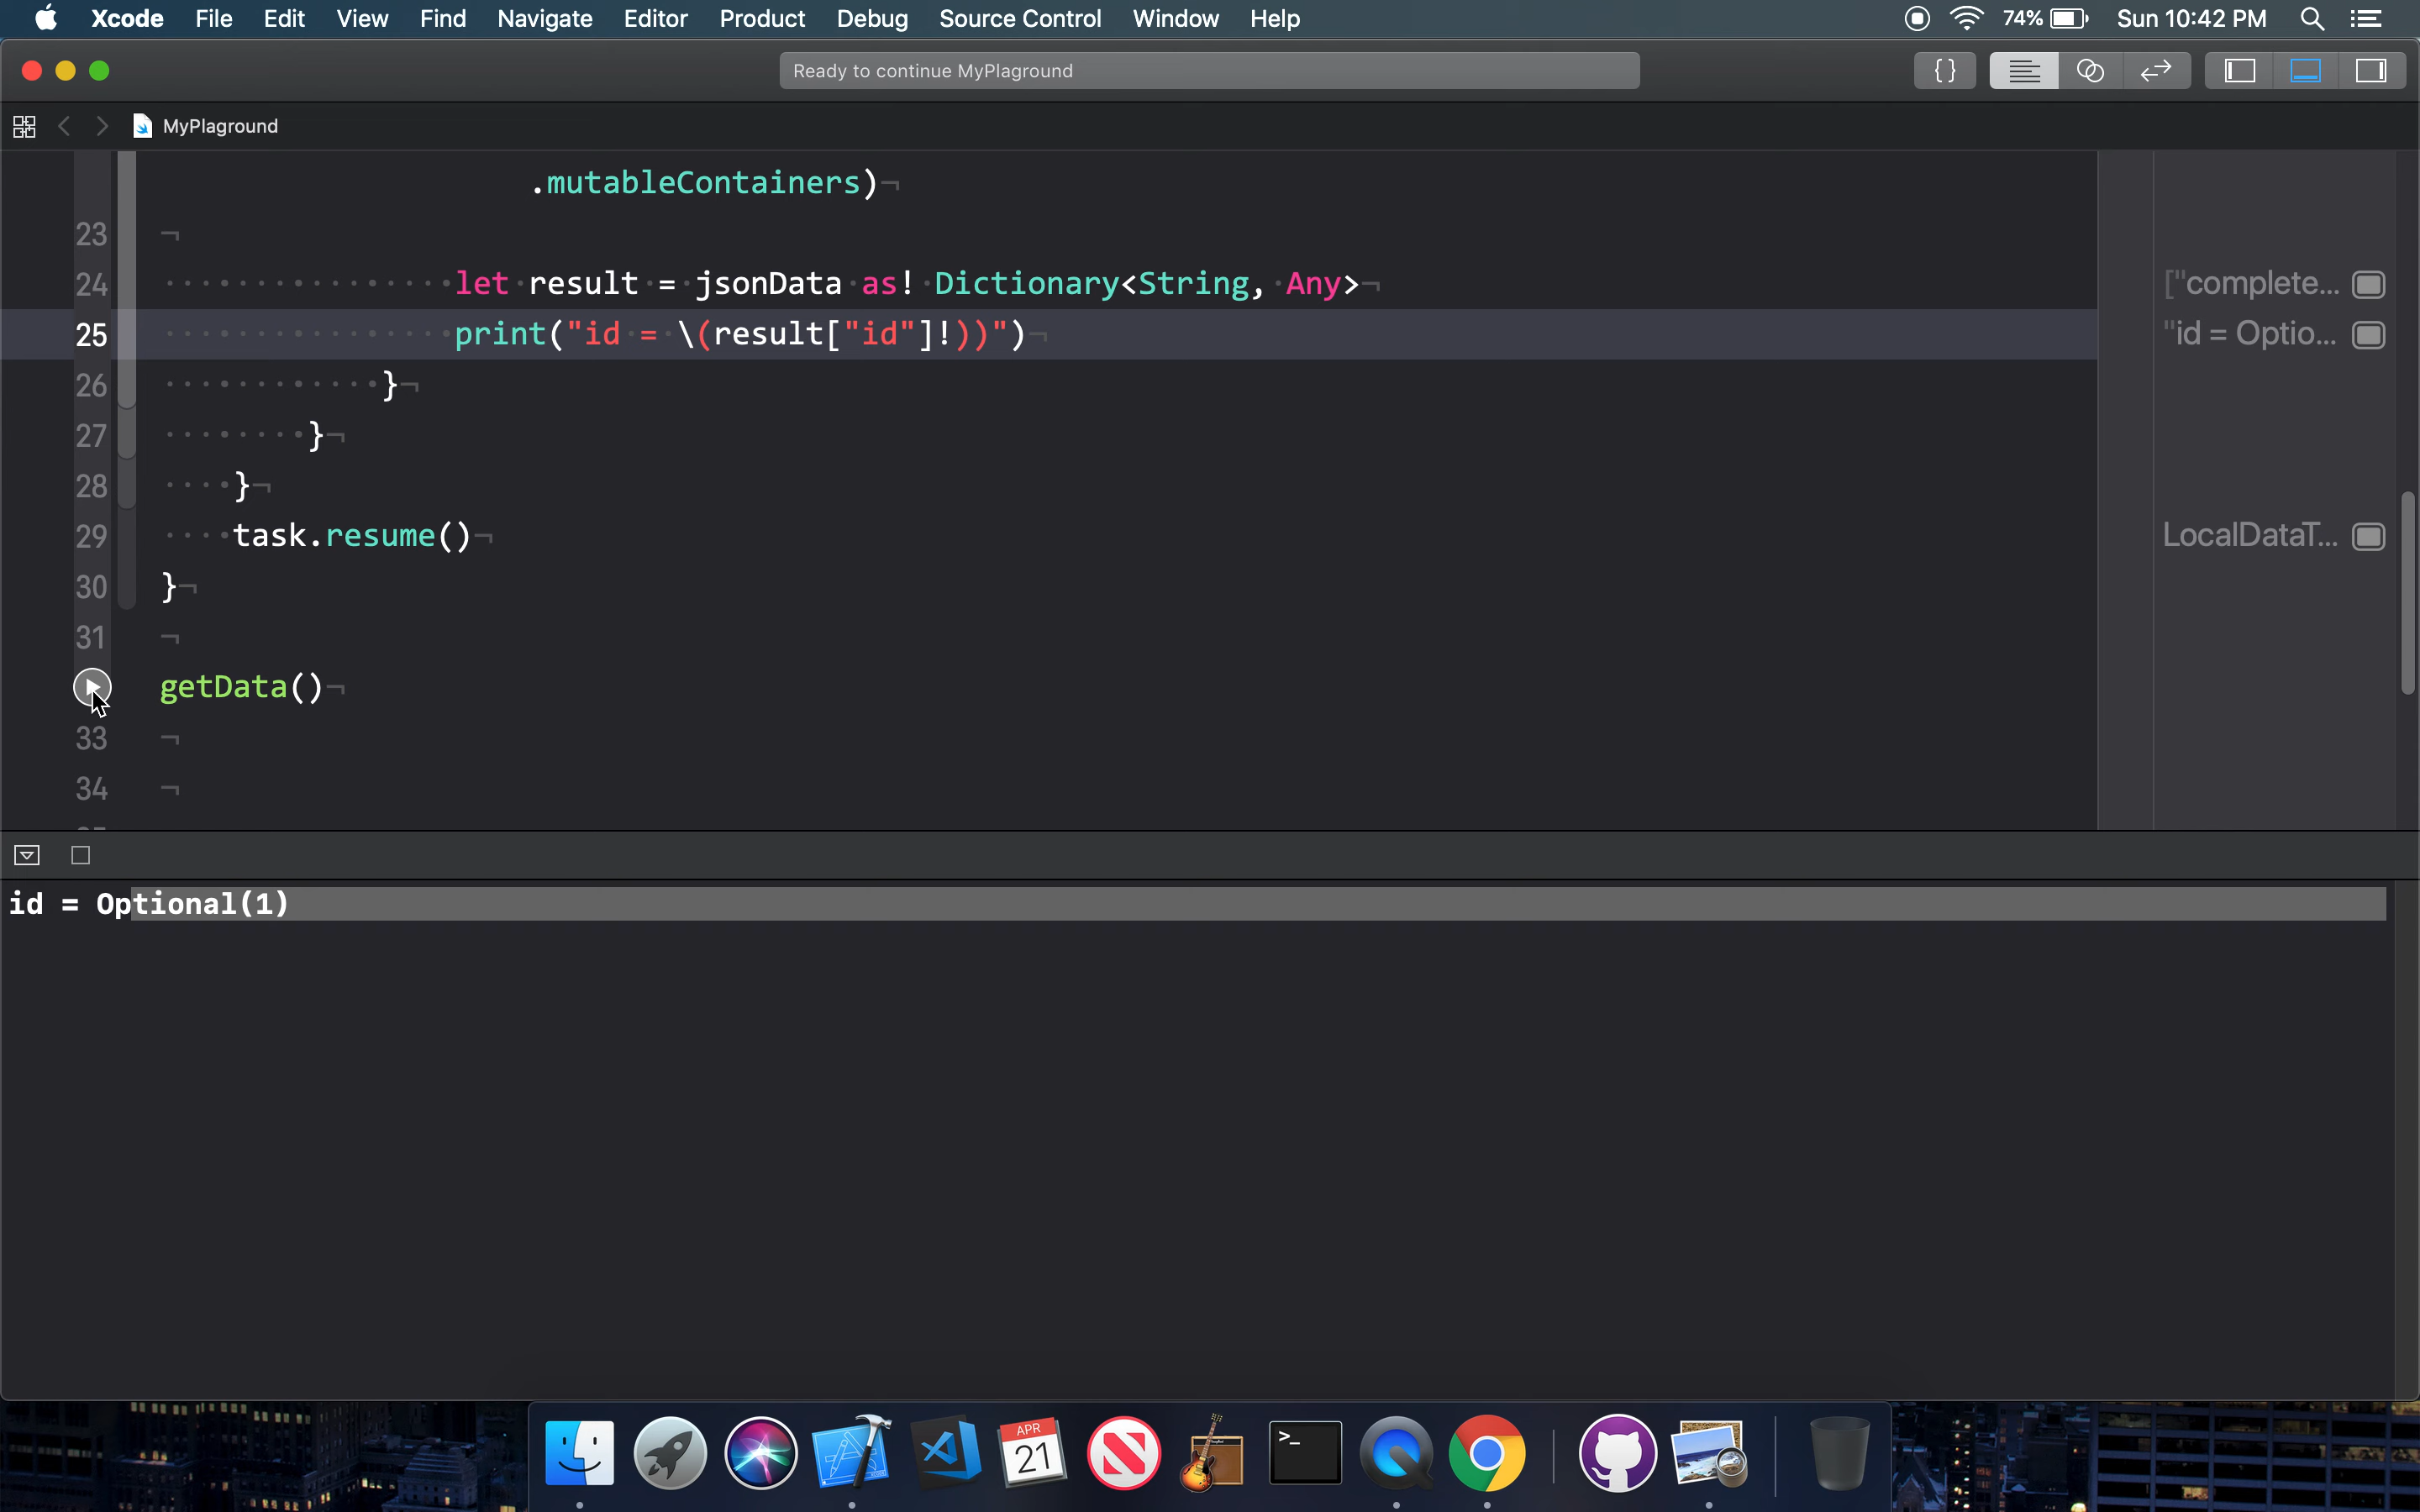 Xcode File Edit View Find Navigate Editor Product Debug Source Control Window Help 74% Sun 10:42 PM
Ready to continue MyPlaground {}
MyPlaground
.mutableContainers)¬
23 ¬
24 let result = jsonData as! Dictionary<String, Any>¬ ["complete...
25 print("id = \(result["id"]!))")¬ "id = Optio...
26 }¬
27 }¬
28 }¬
29 task.resume()¬ LocalDataT...
30 }¬
31 ¬
getData()¬
33 ¬
34 ¬
id = Optional(1)
APR
21
>_